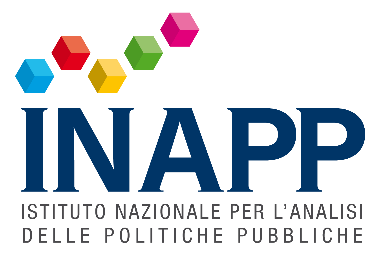 INAPP
ISTITUTO NAZIONALE PER L'ANALISI
DELLE POLITICHE PUBBLICHE